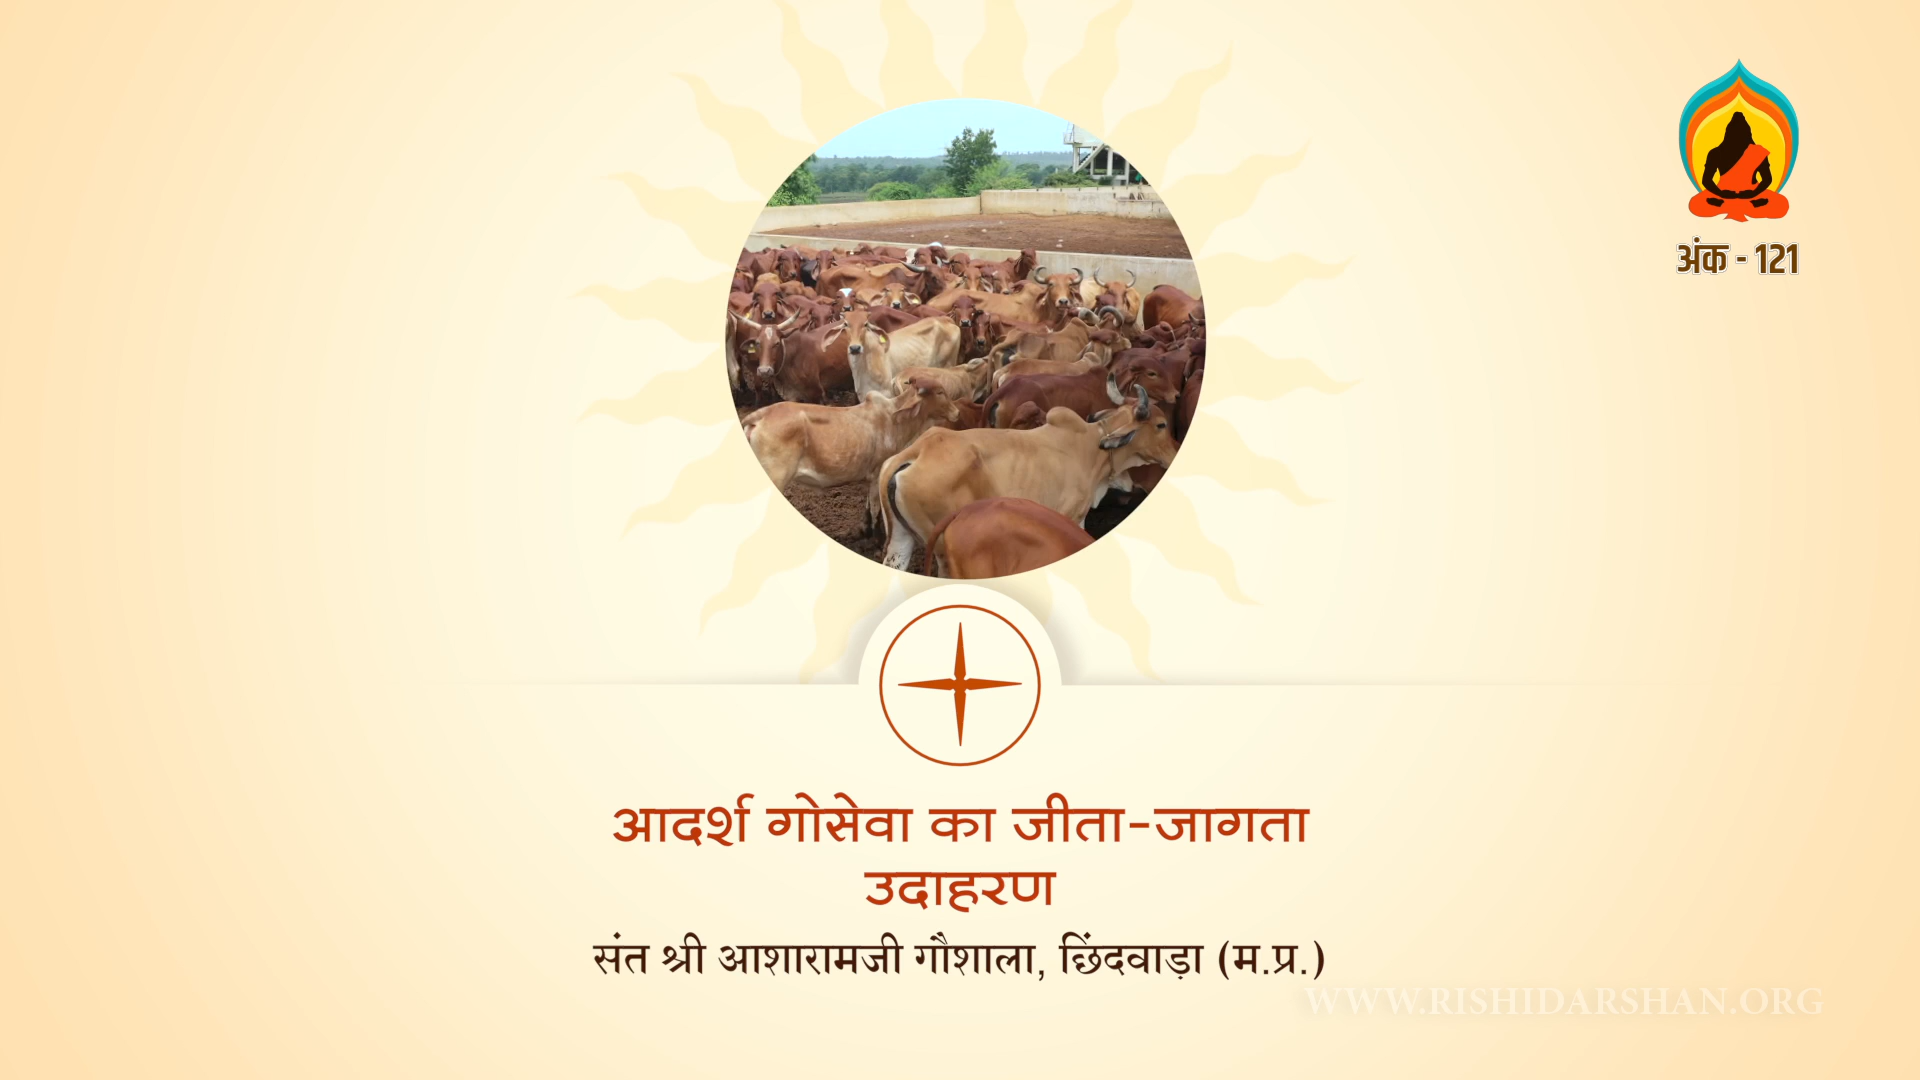 अंक - 121
आदर्श गोसेवा का जीता-जागता
उदाहरण
संत श्री आशारामजी गौशाला, छिंदवाड़ा (म.प्र.)
WWW.RISHIDARSHAN.ORG